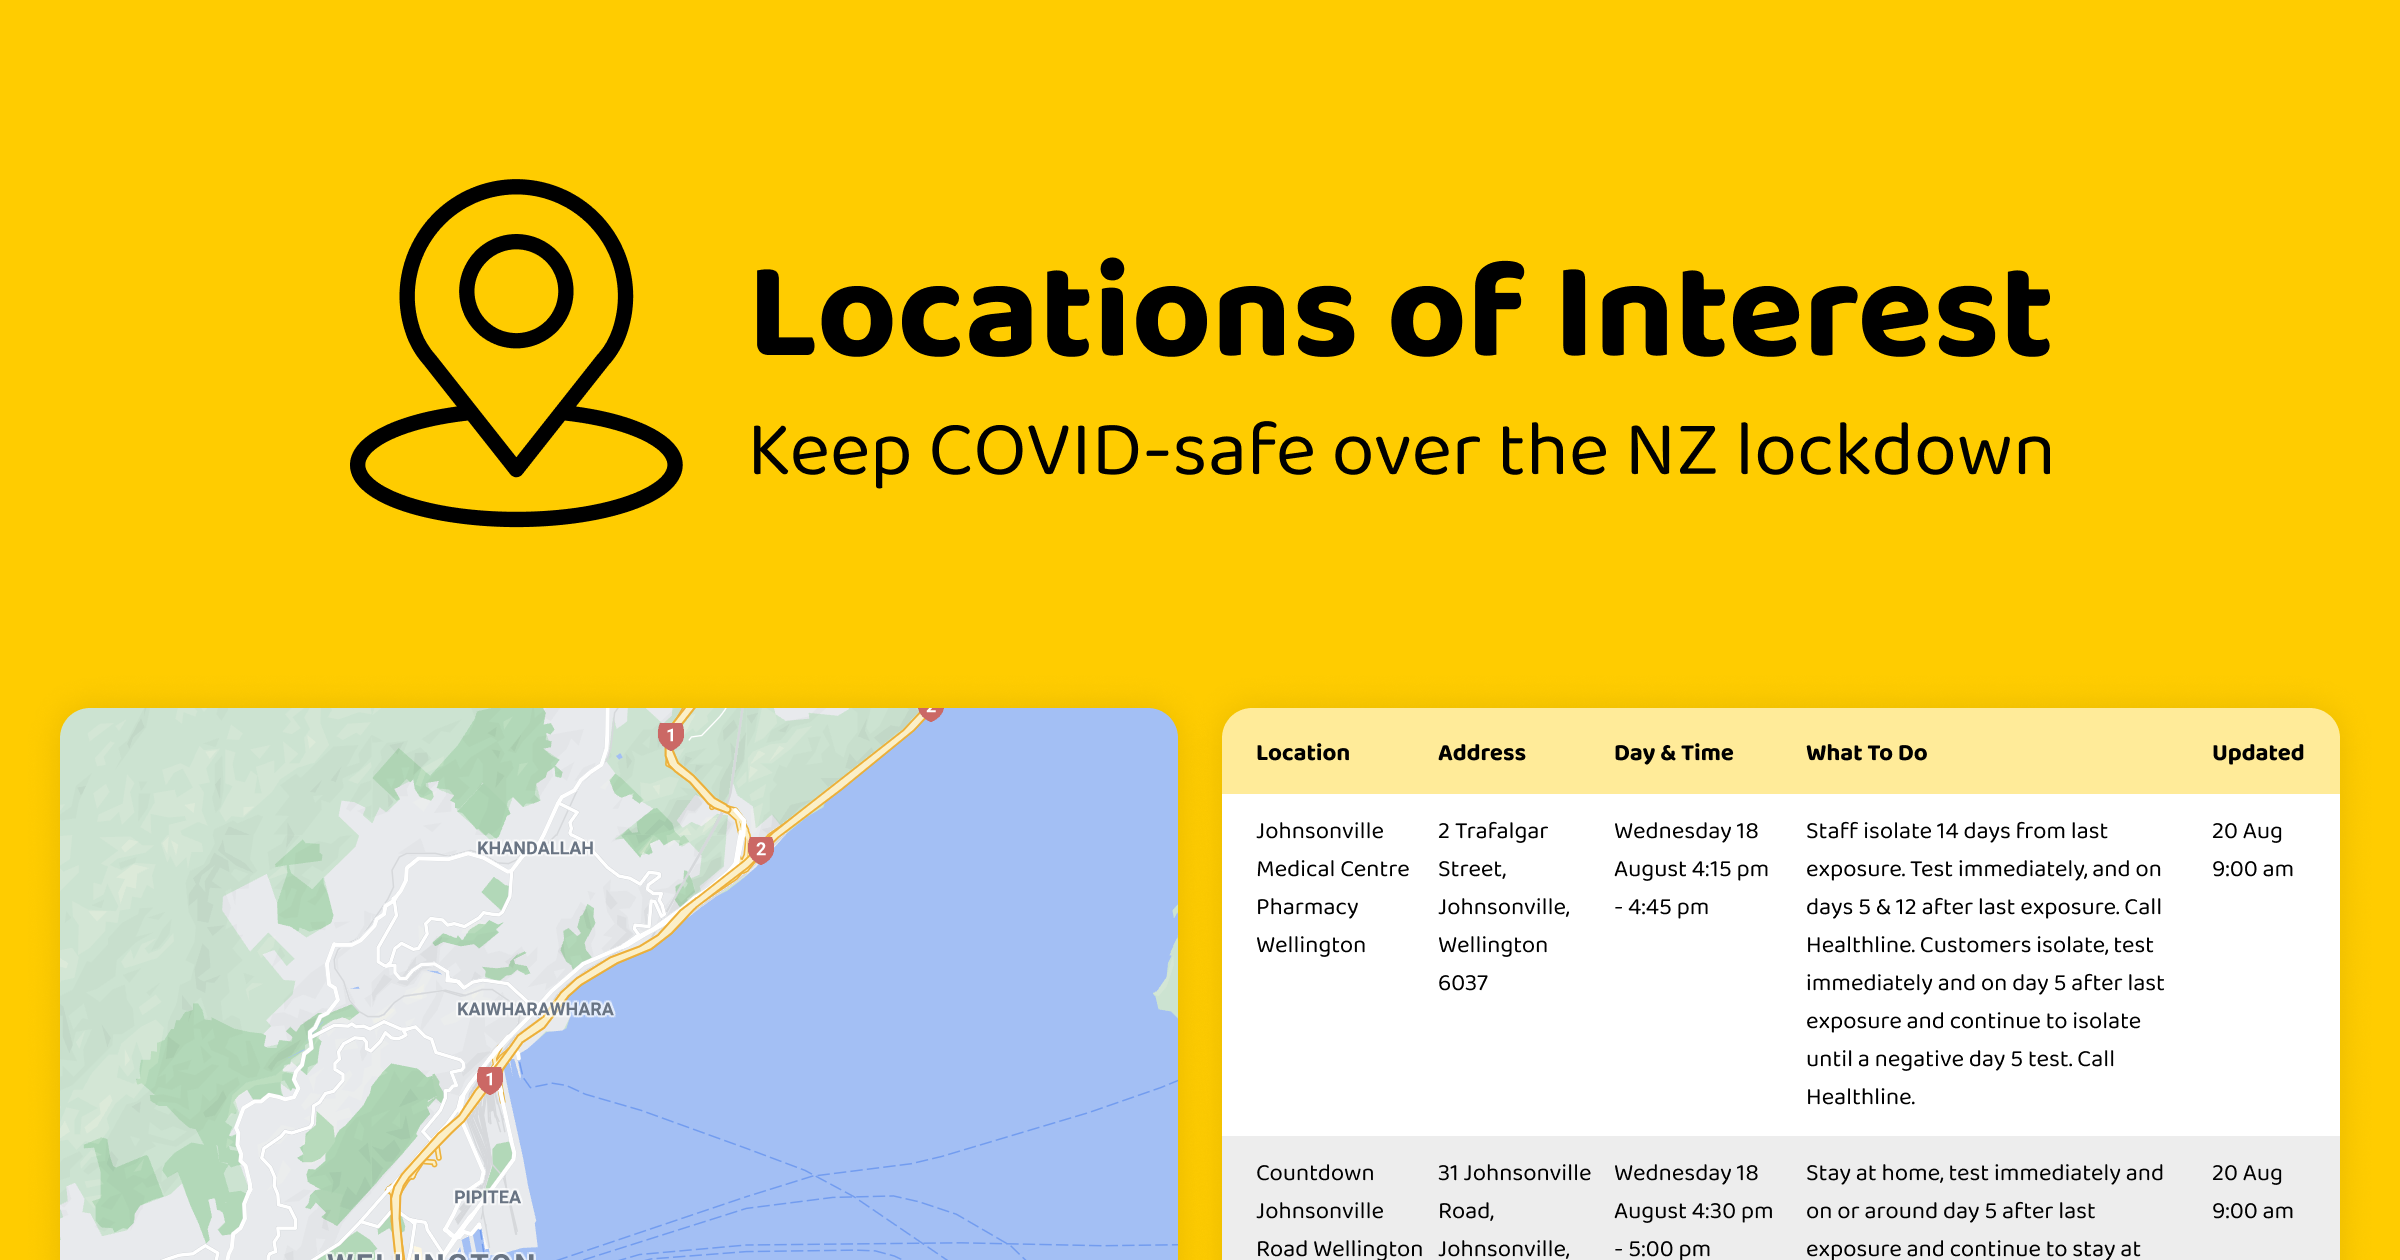 Locations of Interest
Keep COVID-safe over the NZ lockdown
2
1
2
KHANDALLAH
KAIWHARAWHARA
1
PIPITEA
WELLINGTON
Location Address Day & Time What To Do Updated
Johnsonville 2 Trafalgar Wednesday 18 Staff isolate 14 days from last 20 Aug
Medical Centre Street, August 4:15 pm exposure. Test immediately, and on 9:00 am
Pharmacy Johnsonville, - 4:45 pm days 5 & 12 after last exposure. Call
Wellington Wellington Healthline. Customers isolate, test
6037 immediately and on day 5 after last
exposure and continue to isolate
until a negative day 5 test. Call
Healthline.
Countdown 31 Johnsonville Wednesday 18 Stay at home, test immediately and 20 Aug
Johnsonville Road, August 4:30 pm on or around day 5 after last 9:00 am
Road Wellington Johnsonville, - 5:00 pm exposure and continue to stay at